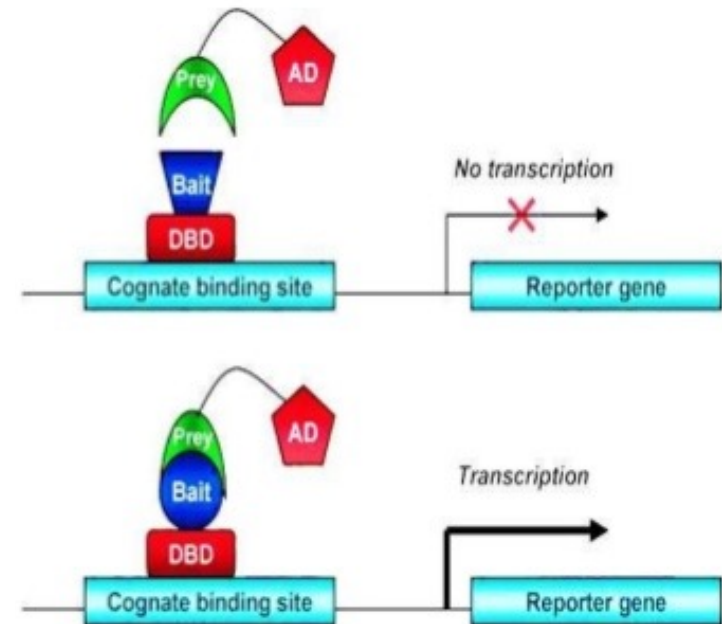 Prey
AD
No transcription
Bait
DBD
Cognate binding site
Reporter gene
Prey
AD
Transcription
Bait
DBD
Cognate binding site
Reporter gene